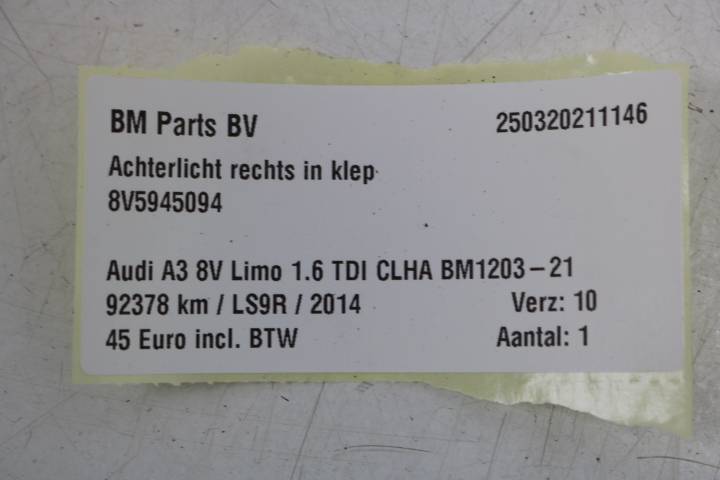 BM Parts BV 250320211146
Achterlicht rechts in klep
8V5945094
Audi A3 8V Limo 1.6 TDI CLHA BM1203-21
92378 km / LS9R / 2014 Verz: 10
45 Euro incl. BTW Aantal: 1